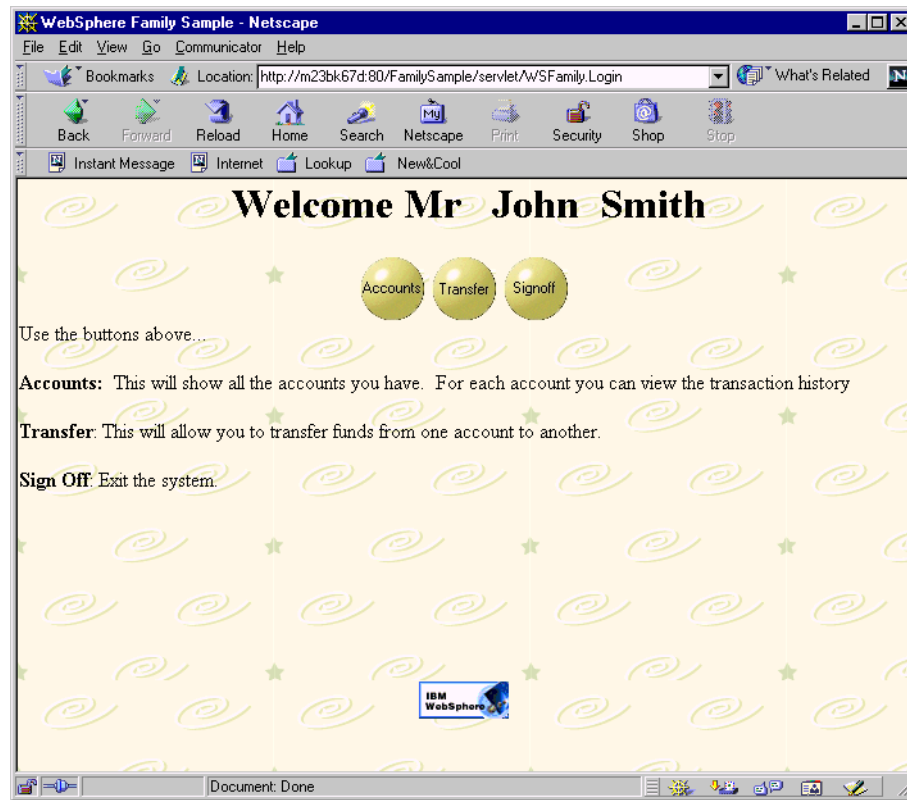 WebSphere Family Sample - Netscape
File Edit View Go Communicator Help
Bookmarks Location: http://m23bk67d:80/FamilySample/servlet/WSFamily.Login What's Related N
Back Forward Reload Home Search Netscape Print Security Shop Stop
My
Instant Message Internet Lookup New&Cool
Welcome Mr John Smith
Accounts Transfer Signoff
Use the buttons above...
Accounts: This will show all the accounts you have. For each account you can view the transaction history
Transfer: This will allow you to transfer funds from one account to another.
Sign Off: Exit the system.
IBM
WebSphere
Document: Done